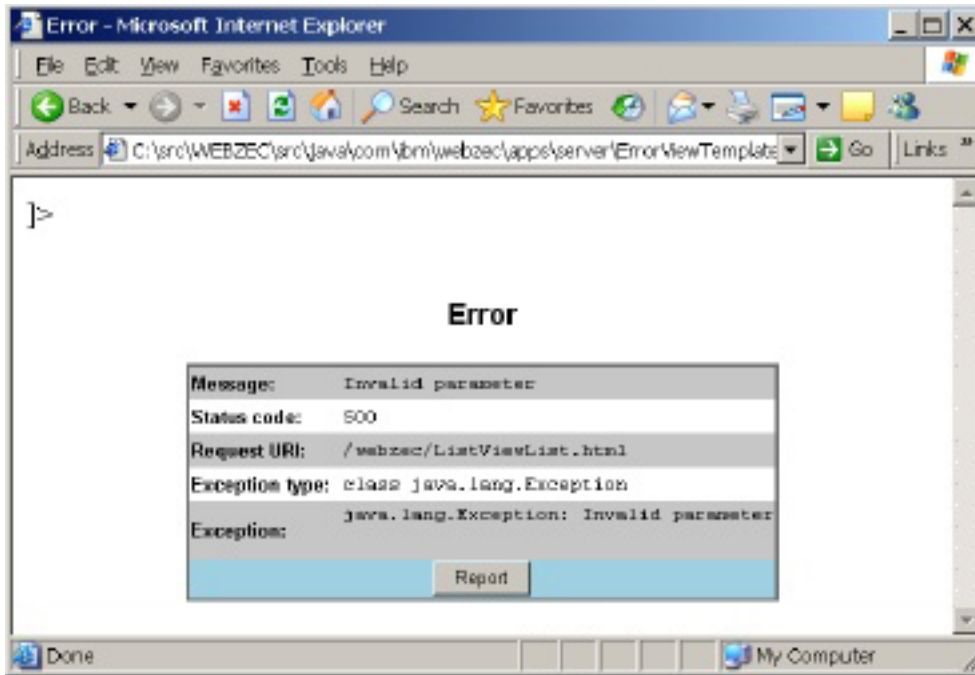 Error - Microsoft Internet Explorer
File Edit View Favorites Tools Help
Back Search Favorites
Address C:\src\WEBZEC\src\java\com\ibm\webzec\apps\server\ErrorViewTemplate Go Links »
]>
Error
Message: Invalid parameter
Status code: 500
Request URI: /webzec/ListViewList.html
Exception type: class java.lang.Exception
Exception: java.lang.Exception: Invalid parameter
Report
Done My Computer